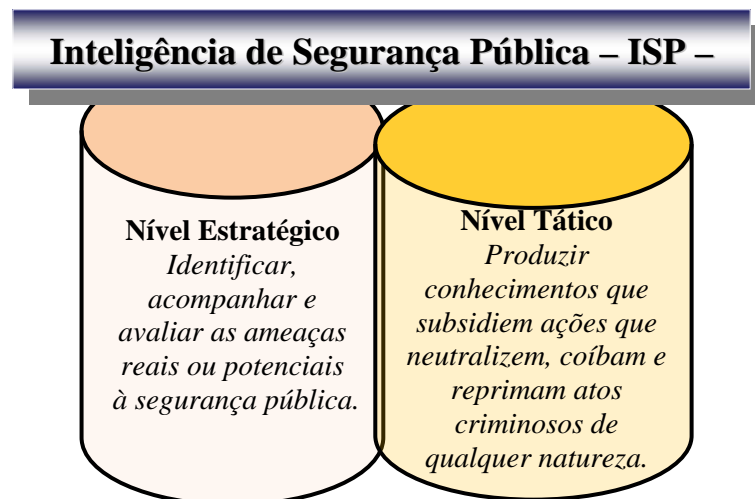 Inteligência de Segurança Pública – ISP –
Nível Estratégico
Identificar,
acompanhar e
avaliar as ameaças
reais ou potenciais
à segurança pública.
Nível Tático
Produzir
conhecimentos que
subsidiem ações que
neutralizem, coíbam e
reprimam atos
criminosos de
qualquer natureza.